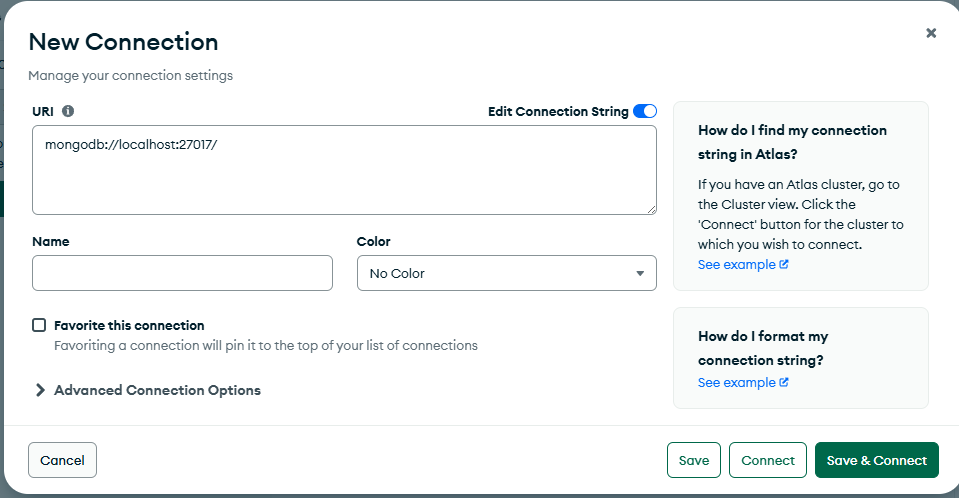 New Connection
Manage your connection settings
URI
Edit Connection String
mongodb://localhost:27017/
Name
Color
No Color
Favorite this connection
Favoriting a connection will pin it to the top of your list of connections
Advanced Connection Options
How do I find my connection
string in Atlas?
If you have an Atlas cluster, go to
the Cluster view. Click the
'Connect' button for the cluster to
which you wish to connect.
See example
How do I format my
connection string?
See example
Cancel
Save
Connect
Save & Connect